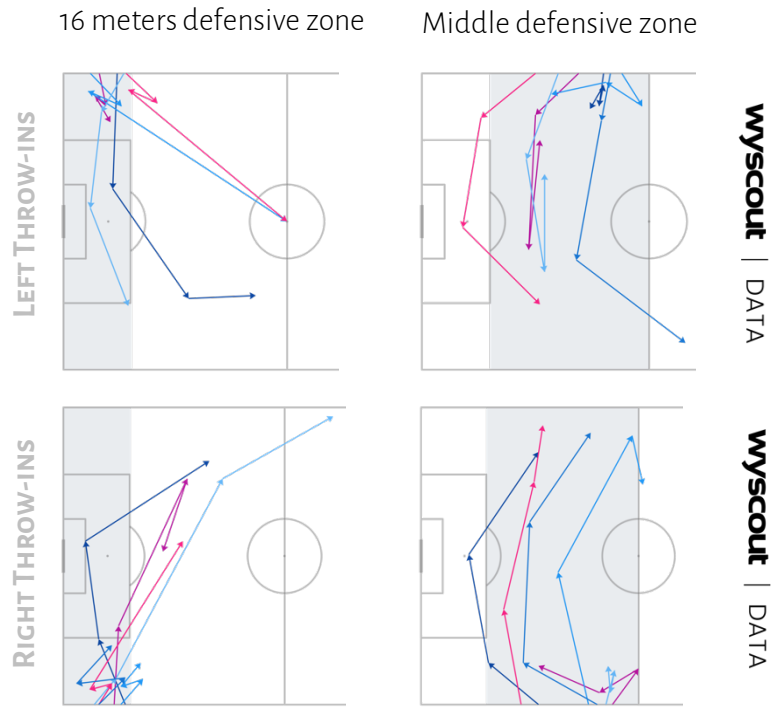 16 meters defensive zone
Middle defensive zone
LEFT THROW-INS
wyscout | DATA
RIGHT THROW-INS
wyscout | DATA